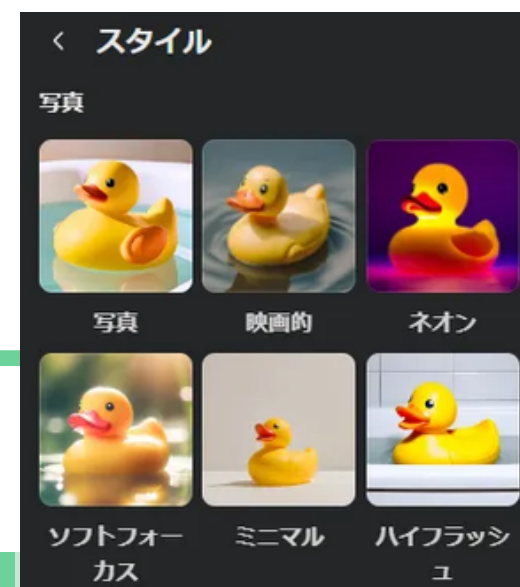 スタイル
写真
写真 映画的 ネオン
ソフトフォー
カス
ミニマル
ハイフラッシ
ュ